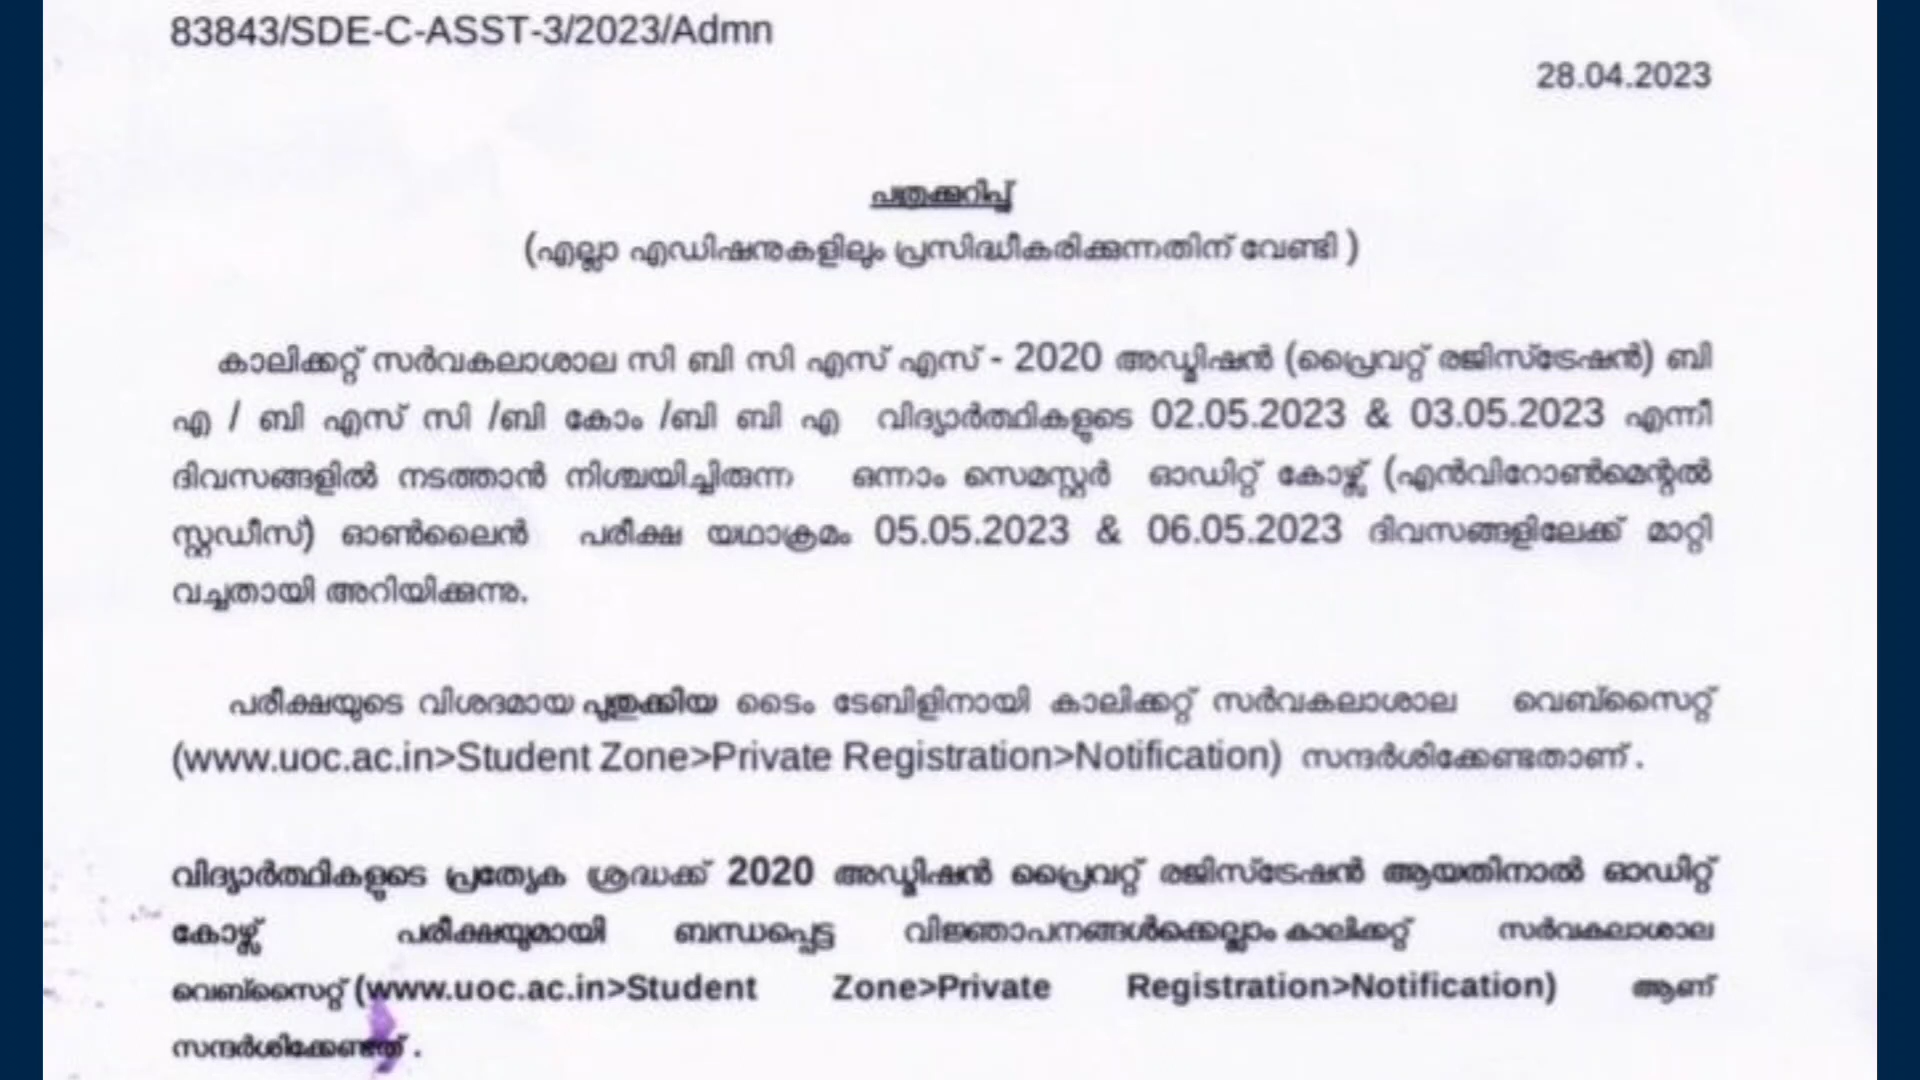 83843/SDE-C-ASST-3/2023/Admn
28.04.2023
പത്രക്കുറിപ്പ്
(എല്ലാ എഡിഷനുകളിലും പ്രസിദ്ധീകരിക്കുന്നതിന് വേണ്ടി )
കാലിക്കറ്റ് സർവകലാശാല സി ബി സി എസ് എസ് - 2020 അഡ്മിഷൻ (പ്രൈവറ്റ് രജിസ്ട്രേഷൻ) ബി
എ / ബി എസ് സി /ബി കോം /ബി ബി എ വിദ്യാർത്ഥികളുടെ 02.05.2023 & 03.05.2023 എന്നീ
ദിവസങ്ങളിൽ നടത്താൻ നിശ്ചയിച്ചിരുന്ന ഒന്നാം സെമസ്റ്റർ ഓഡിറ്റ് കോഴ്സ് (എൻവിറോൺമെന്റൽ
സ്റ്റഡീസ്) ഓൺലൈൻ പരീക്ഷ യഥാക്രമം 05.05.2023 & 06.05.2023 ദിവസങ്ങളിലേക്ക് മാറ്റി
വച്ചതായി അറിയിക്കുന്നു.
പരീക്ഷയുടെ വിശദമായ പുതുക്കിയ ടൈം ടേബിളിനായി കാലിക്കറ്റ് സർവകലാശാല വെബ്സൈറ്റ്
(www.uoc.ac.in>Student Zone>Private Registration>Notification) സന്ദർശിക്കേണ്ടതാണ് .
വിദ്യാർത്ഥികളുടെ പ്രത്യേക ശ്രദ്ധക്ക് 2020 അഡ്മിഷൻ പ്രൈവറ്റ് രജിസ്ട്രേഷൻ ആയതിനാൽ ഓഡിറ്റ്
കോഴ്സ് പരീക്ഷയുമായി ബന്ധപ്പെട്ട വിജ്ഞാപനങ്ങൾക്കെല്ലാം കാലിക്കറ്റ് സർവകലാശാല
വെബ്സൈറ്റ് (www.uoc.ac.in>Student Zone>Private Registration>Notification) ആണ്
സന്ദർശിക്കേണ്ടത് .